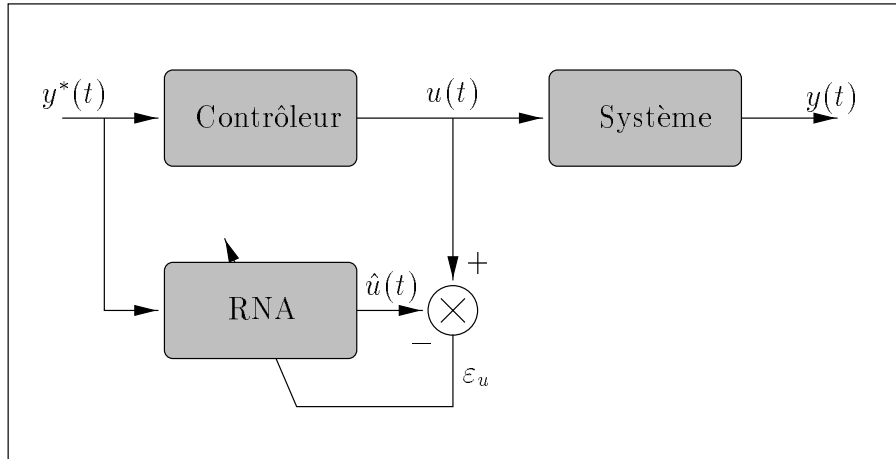 y*(t)
Contrôleur
u(t)
Système
y(t)
RNA
û(t)
+
−
ε_u